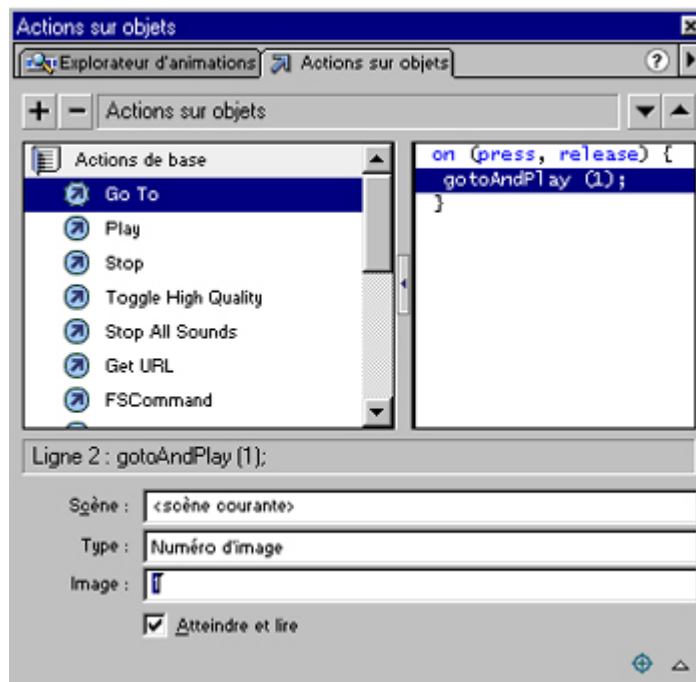 Actions sur objets
Explorateur d'animations Actions sur objets ?
+ − Actions sur objets
Actions de base
Go To
Play
Stop
Toggle High Quality
Stop All Sounds
Get URL
FSCommand
on (press, release) {
gotoAndPlay (1);
}
Ligne 2 : gotoAndPlay (1);
Scène : <scène courante>
Type : Numéro d'image
Image : 1
Atteindre et lire